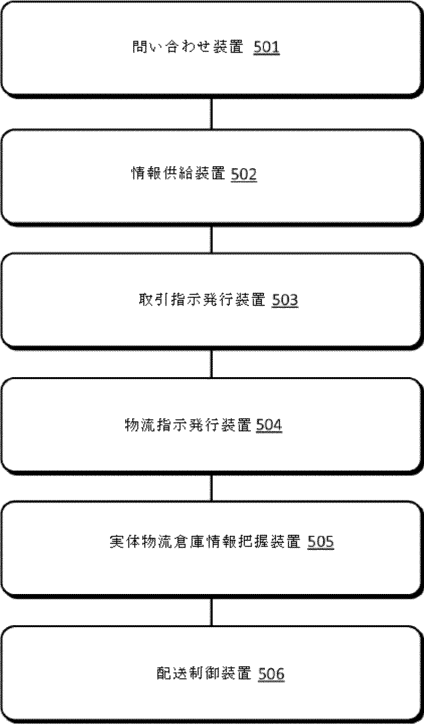 問い合わせ装置 501
情報供給装置 502
取引指示発行装置 503
物流指示発行装置 504
実体物流倉庫情報把握装置 505
配送制御装置 506